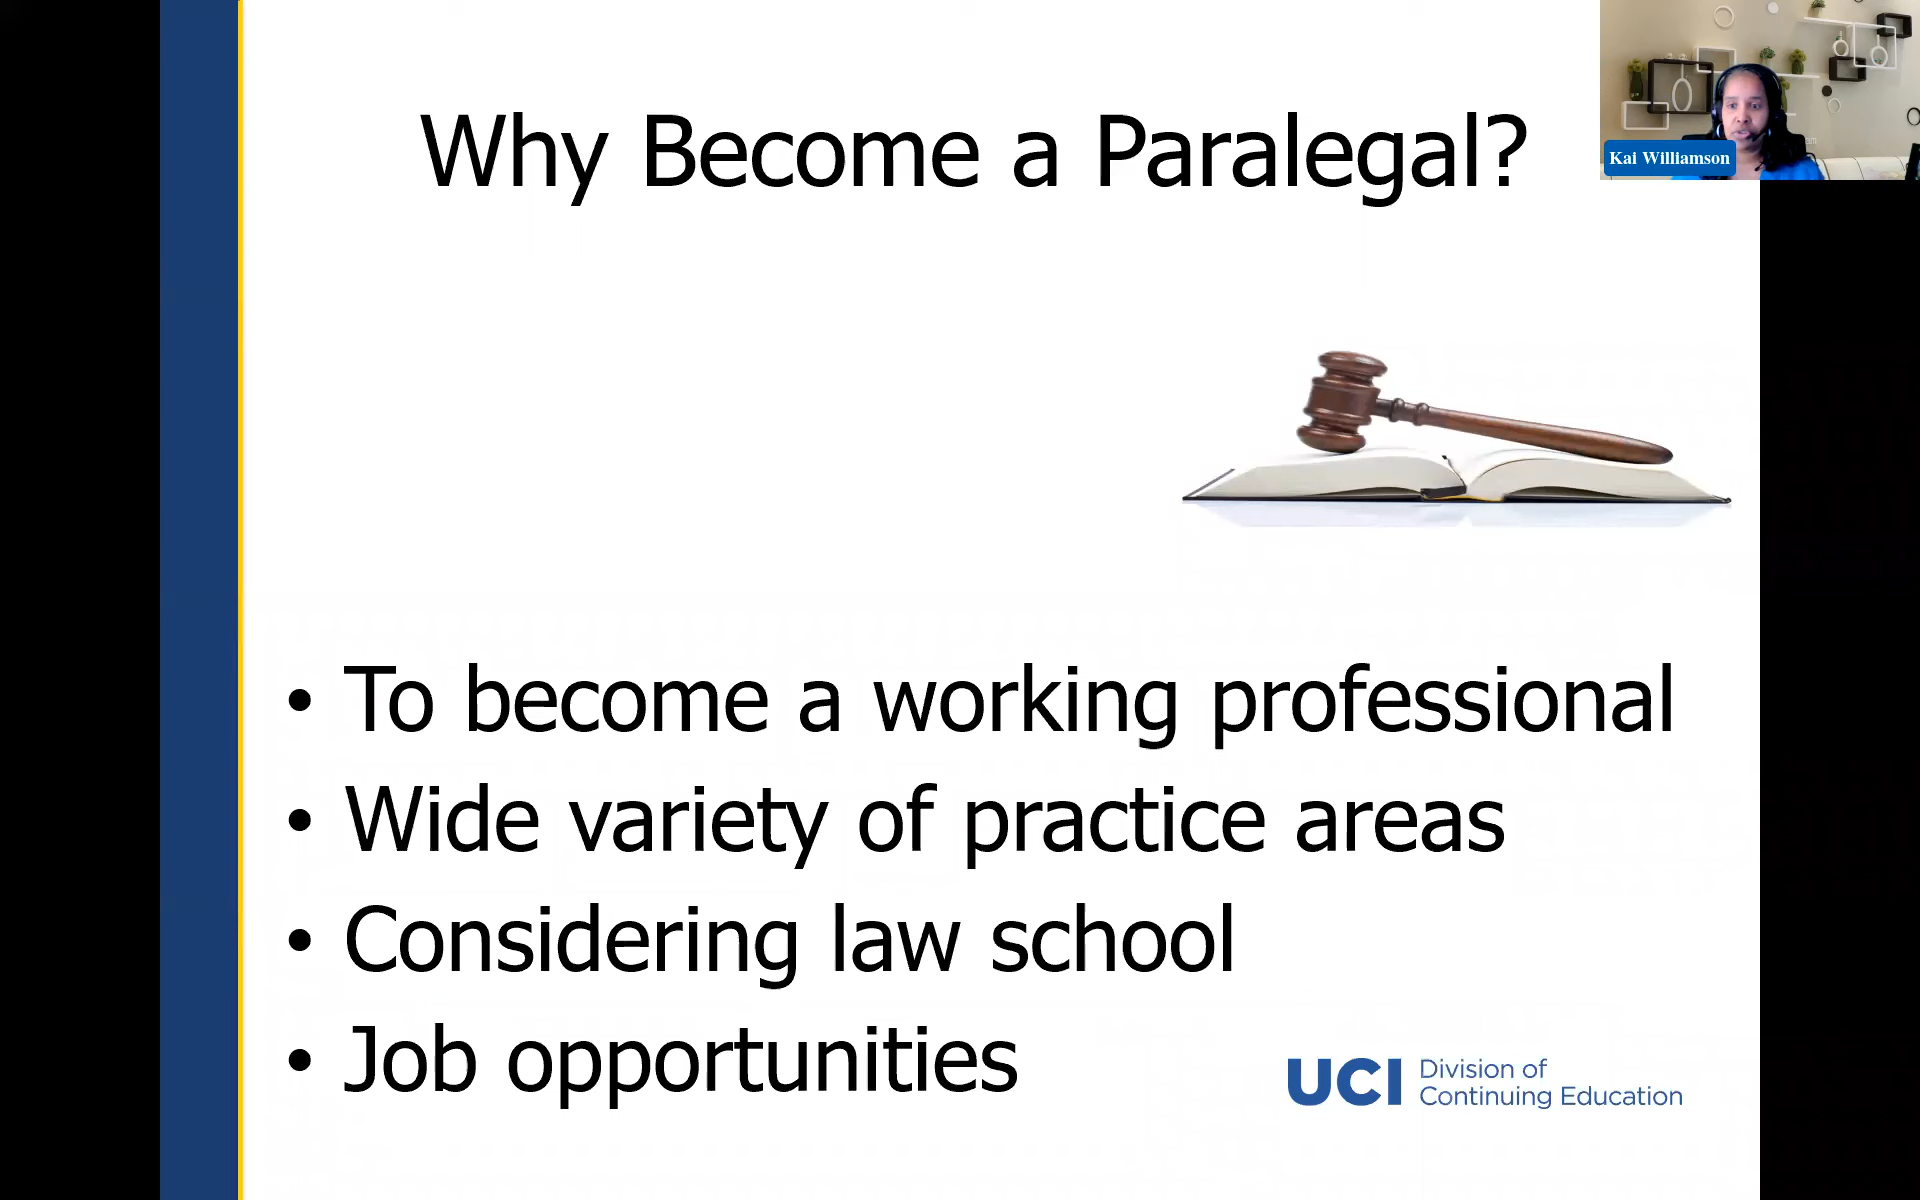 Why Become a Paralegal?
Kai Williamson
• To become a working professional
• Wide variety of practice areas
• Considering law school
• Job opportunities
UCI Division of
Continuing Education